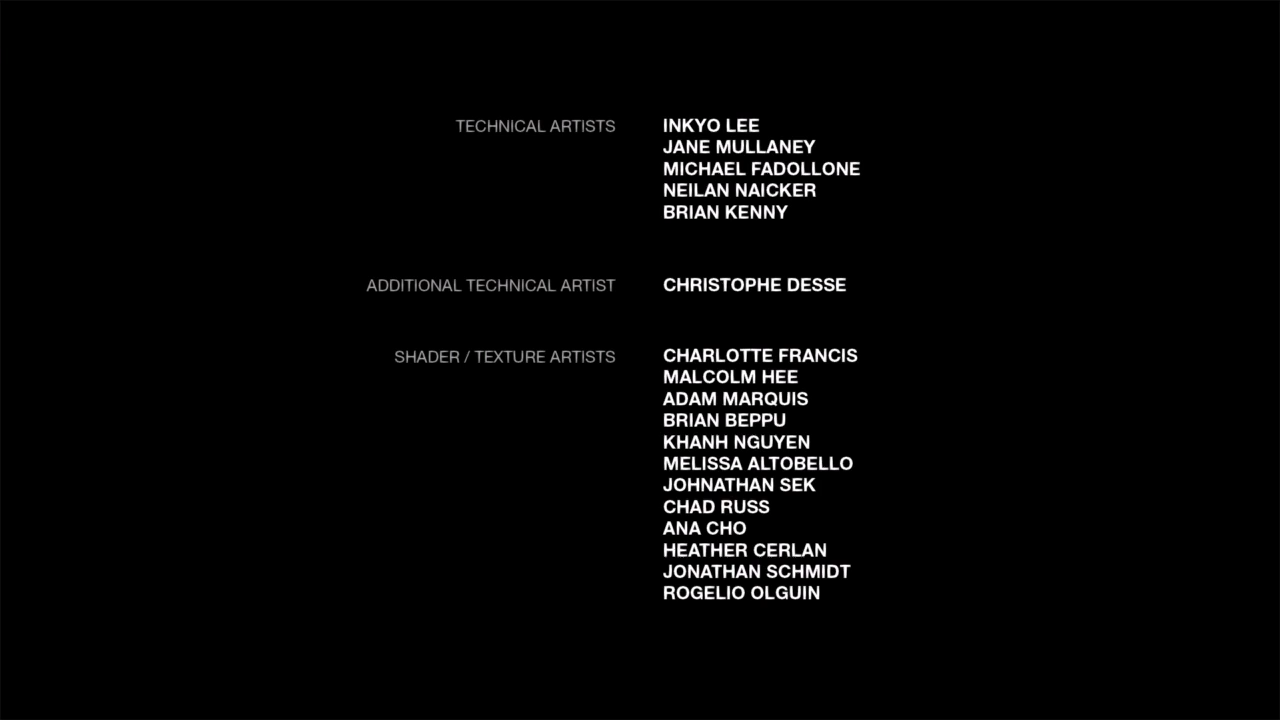 TECHNICAL ARTISTS INKYO LEE
JANE MULLANEY
MICHAEL FADOLLONE
NEILAN NAICKER
BRIAN KENNY
ADDITIONAL TECHNICAL ARTIST CHRISTOPHE DESSE
SHADER / TEXTURE ARTISTS CHARLOTTE FRANCIS
MALCOLM HEE
ADAM MARQUIS
BRIAN BEPPU
KHANH NGUYEN
MELISSA ALTOBELLO
JOHNATHAN SEK
CHAD RUSS
ANA CHO
HEATHER CERLAN
JONATHAN SCHMIDT
ROGELIO OLGUIN